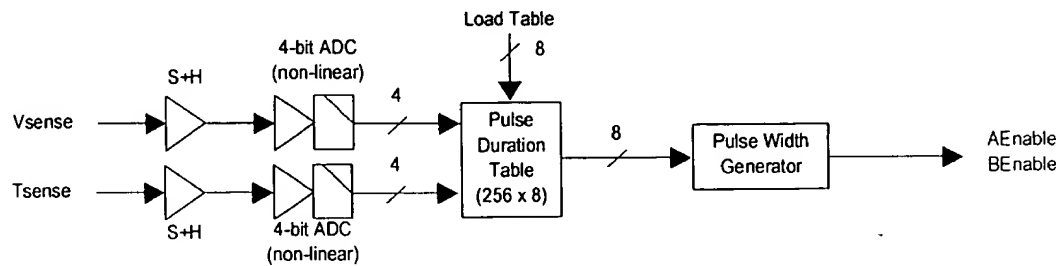 Load Table
8
4-bit ADC
(non-linear)
S+H
4
Vsense
Pulse
Duration
Table
(256 x 8)
8
Pulse Width
Generator
AEnable
BEnable
Tsense
4
S+H
4-bit ADC
(non-linear)